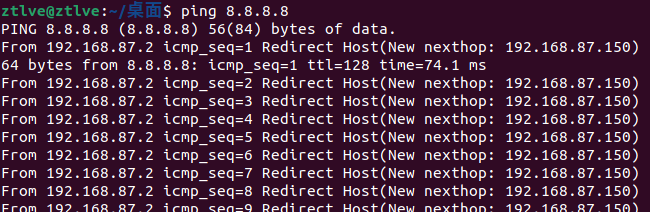 ztlve@ztlve:~/桌面$ ping 8.8.8.8
PING 8.8.8.8 (8.8.8.8) 56(84) bytes of data.
From 192.168.87.2 icmp_seq=1 Redirect Host(New nexthop: 192.168.87.150)
64 bytes from 8.8.8.8: icmp_seq=1 ttl=128 time=74.1 ms
From 192.168.87.2 icmp_seq=2 Redirect Host(New nexthop: 192.168.87.150)
From 192.168.87.2 icmp_seq=3 Redirect Host(New nexthop: 192.168.87.150)
From 192.168.87.2 icmp_seq=4 Redirect Host(New nexthop: 192.168.87.150)
From 192.168.87.2 icmp_seq=5 Redirect Host(New nexthop: 192.168.87.150)
From 192.168.87.2 icmp_seq=6 Redirect Host(New nexthop: 192.168.87.150)
From 192.168.87.2 icmp_seq=7 Redirect Host(New nexthop: 192.168.87.150)
From 192.168.87.2 icmp_seq=8 Redirect Host(New nexthop: 192.168.87.150)
From 192.168.87.2 icmp_seq=9 Redirect Host(New nexthop: 192.168.87.150)